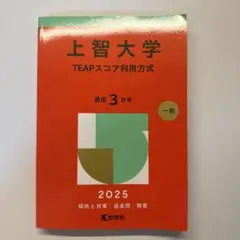 上智大学
TEAPスコア利用方式
最近3カ年
一般
2025
傾向と対策 過去問 解答
教学社